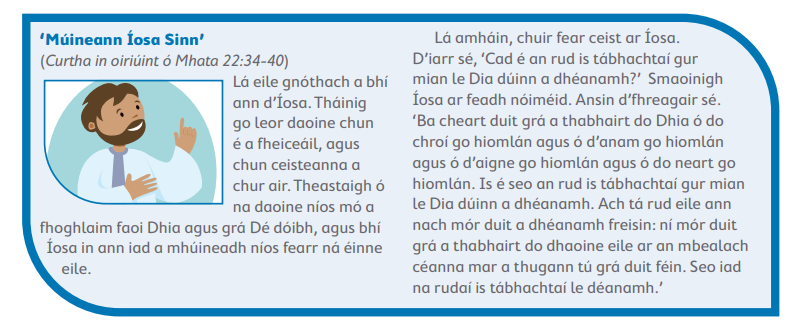 ‘Múineann Íosa Sinn’
(Curtha in oiriúint ó Mhata 22:34-40)
Lá eile gnóthach a bhí
ann d’Íosa. Tháinig
go leor daoine chun
é a fheiceáil, agus
chun ceisteanna a
chur air. Theastaigh ó
na daoine níos mó a
fhoghlaim faoi Dhia agus grá Dé dóibh, agus bhí
Íosa in ann iad a mhúineadh níos fearr ná éinne
eile.
Lá amháin, chuir fear ceist ar Íosa.
D’iarr sé, ‘Cad é an rud is tábhachtaí gur
mian le Dia dúinn a dhéanamh?’ Smaoinigh
Íosa ar feadh nóiméid. Ansin d’fhreagair sé.
‘Ba cheart duit grá a thabhairt do Dhia ó do
chroí go hiomlán agus ó d’anam go hiomlán
agus ó d’aigne go hiomlán agus ó do neart go
hiomlán. Is é seo an rud is tábhachtaí gur mian
le Dia dúinn a dhéanamh. Ach tá rud eile ann
nach mór duit a dhéanamh freisin: ní mór duit
grá a thabhairt do dhaoine eile ar an mbealach
céanna mar a thugann tú grá duit féin. Seo iad
na rudaí is tábhachtaí le déanamh.’